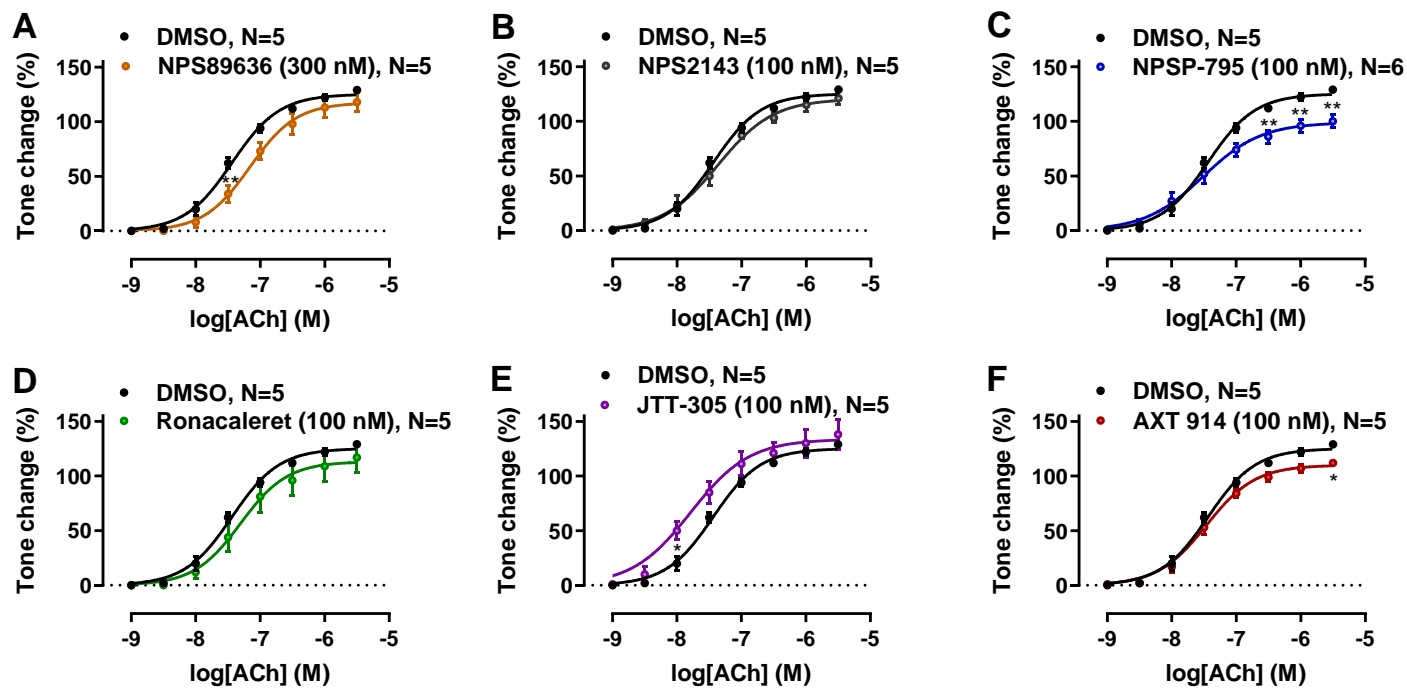 A
DMSO, N=5
NPS89636 (300 nM), N=5
Tone change (%)
150
100
50
0
**
-9 -8 -7 -6 -5
log[ACh] (M)
B
DMSO, N=5
NPS2143 (100 nM), N=5
Tone change (%)
150
100
50
0
-9 -8 -7 -6 -5
log[ACh] (M)
C
DMSO, N=5
NPSP-795 (100 nM), N=6
Tone change (%)
150
100
50
0
** ** **
-9 -8 -7 -6 -5
log[ACh] (M)
D
DMSO, N=5
Ronacaleret (100 nM), N=5
Tone change (%)
150
100
50
0
-9 -8 -7 -6 -5
log[ACh] (M)
E
DMSO, N=5
JTT-305 (100 nM), N=5
Tone change (%)
150
100
50
0
*
-9 -8 -7 -6 -5
log[ACh] (M)
F
DMSO, N=5
AXT 914 (100 nM), N=5
Tone change (%)
150
100
50
0
*
-9 -8 -7 -6 -5
log[ACh] (M)